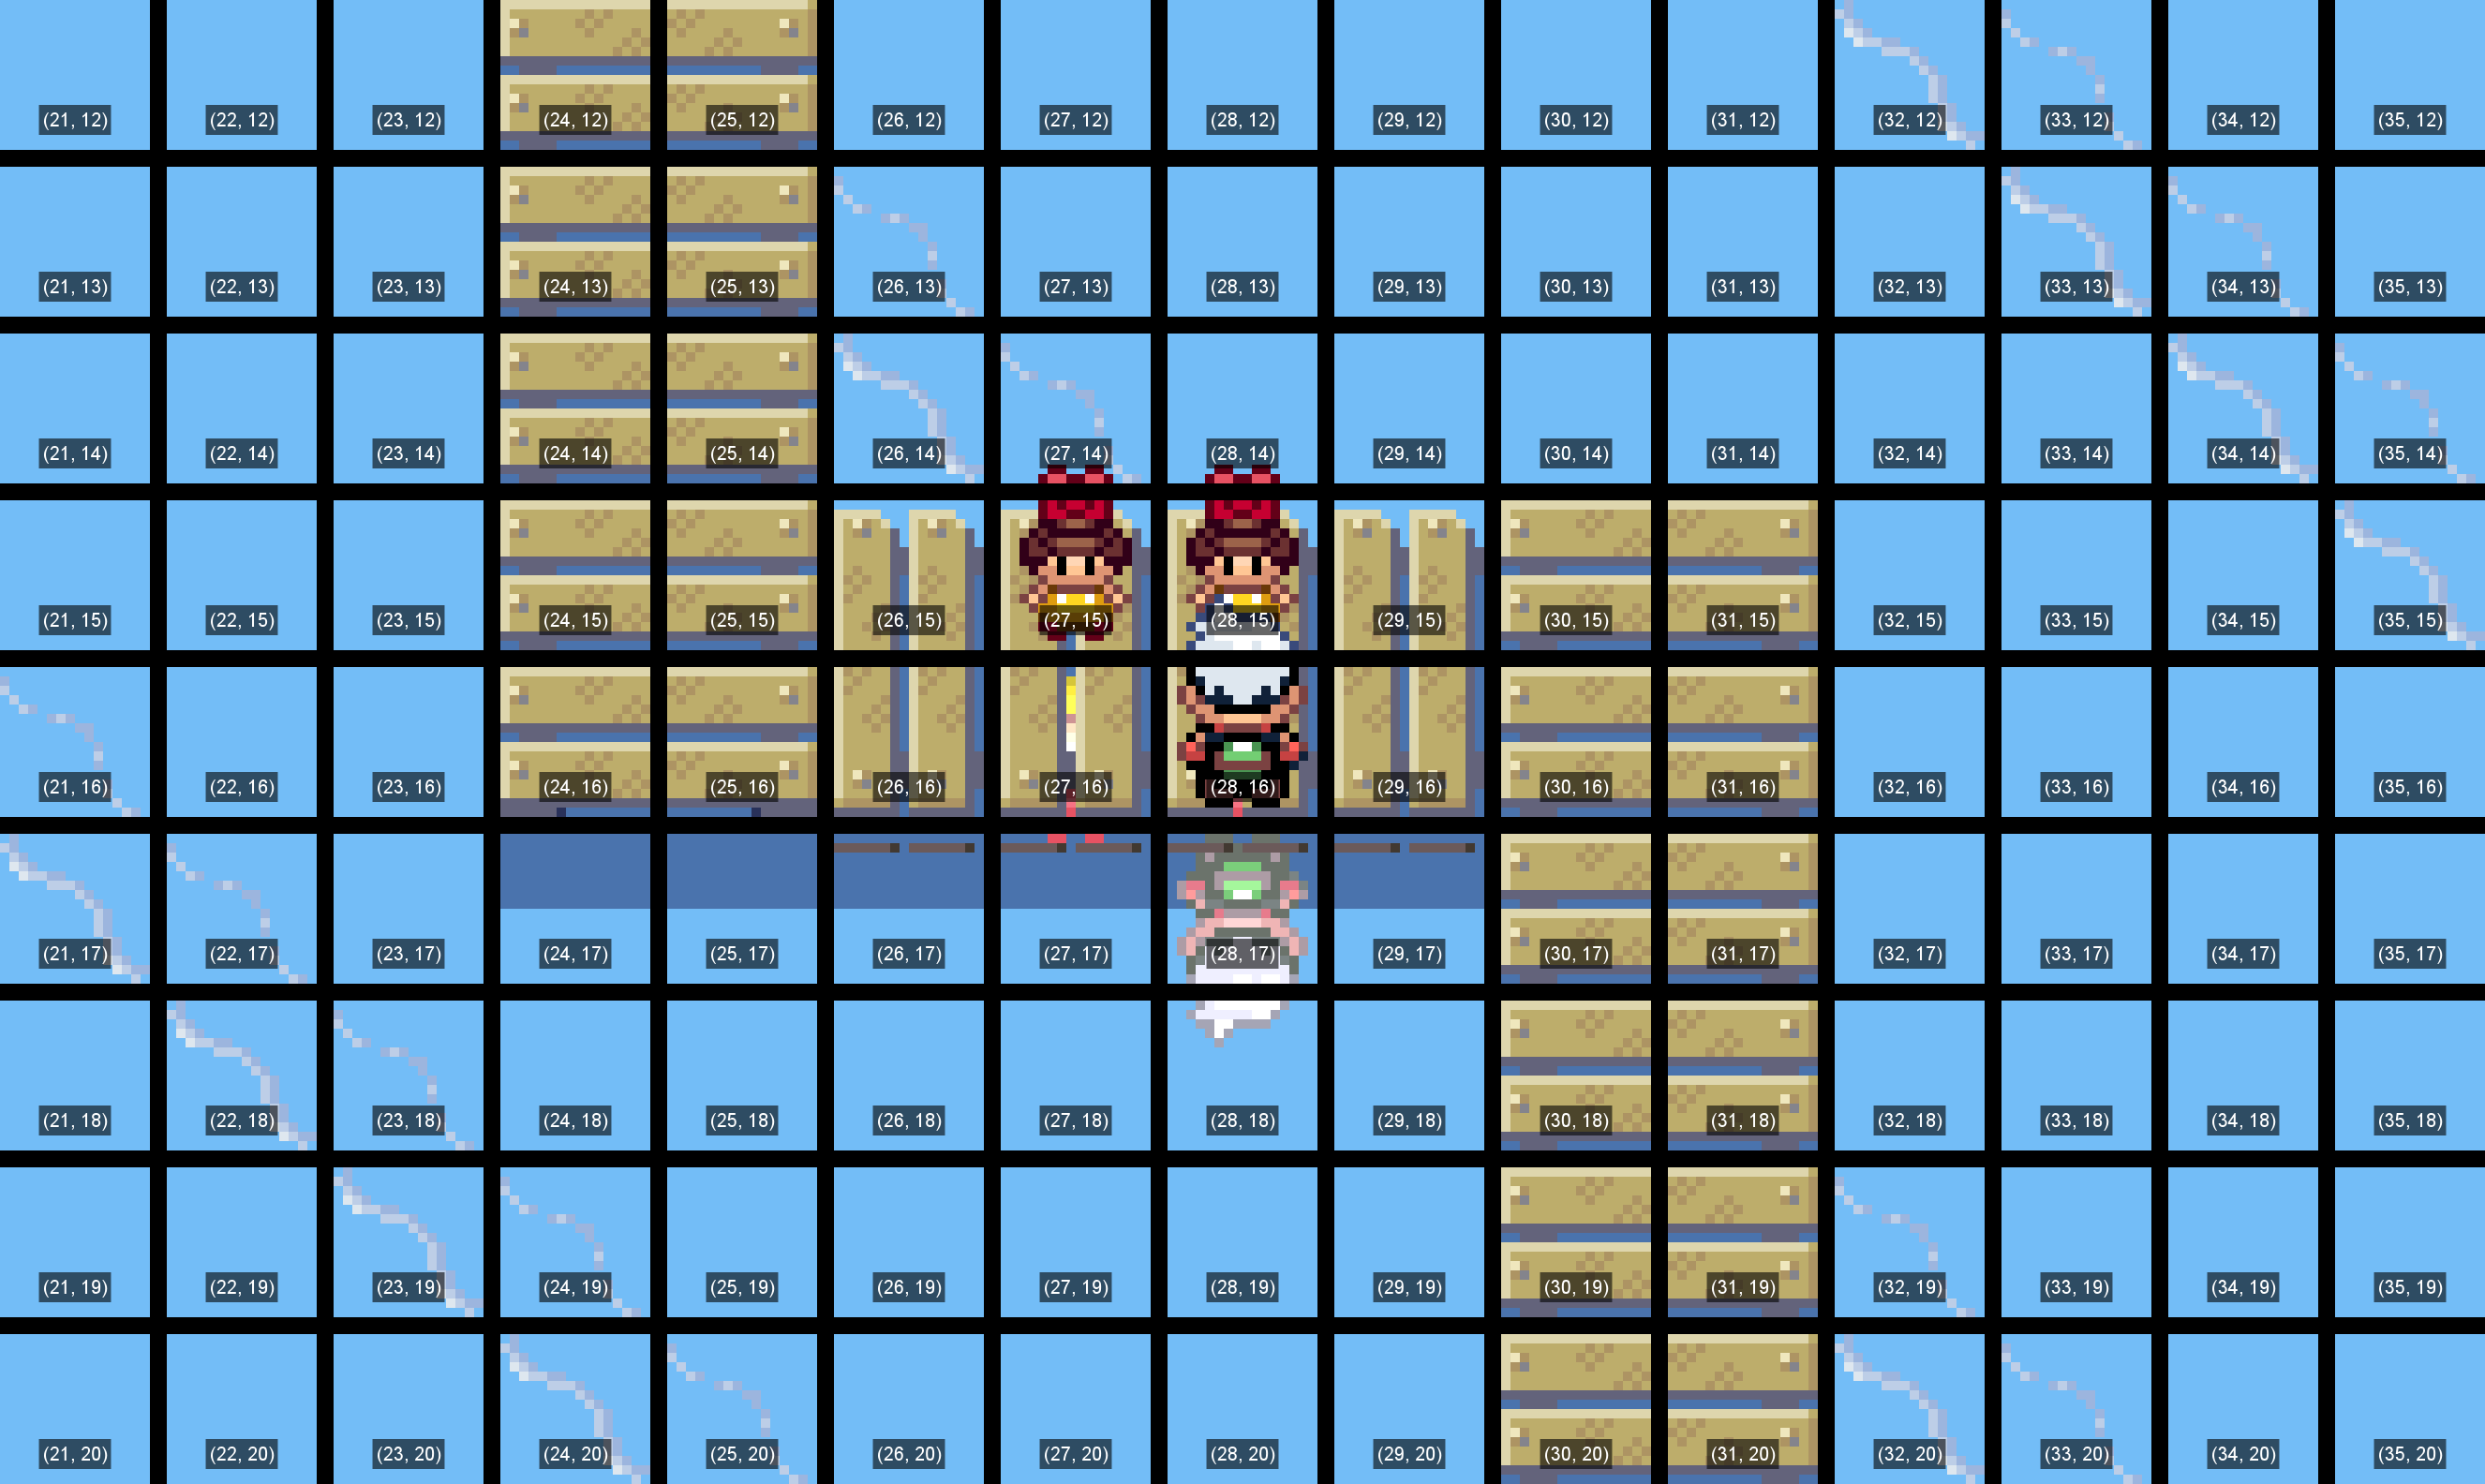 (21, 12) (22, 12) (23, 12) (24, 12) (25, 12) (26, 12) (27, 12) (28, 12) (29, 12) (30, 12) (31, 12) (32, 12) (33, 12) (34, 12) (35, 12)
(21, 13) (22, 13) (23, 13) (24, 13) (25, 13) (26, 13) (27, 13) (28, 13) (29, 13) (30, 13) (31, 13) (32, 13) (33, 13) (34, 13) (35, 13)
(21, 14) (22, 14) (23, 14) (24, 14) (25, 14) (26, 14) (27, 14) (28, 14) (29, 14) (30, 14) (31, 14) (32, 14) (33, 14) (34, 14) (35, 14)
(21, 15) (22, 15) (23, 15) (24, 15) (25, 15) (26, 15) (27, 15) (28, 15) (29, 15) (30, 15) (31, 15) (32, 15) (33, 15) (34, 15) (35, 15)
(21, 16) (22, 16) (23, 16) (24, 16) (25, 16) (26, 16) (27, 16) (28, 16) (29, 16) (30, 16) (31, 16) (32, 16) (33, 16) (34, 16) (35, 16)
(21, 17) (22, 17) (23, 17) (24, 17) (25, 17) (26, 17) (27, 17) (28, 17) (29, 17) (30, 17) (31, 17) (32, 17) (33, 17) (34, 17) (35, 17)
(21, 18) (22, 18) (23, 18) (24, 18) (25, 18) (26, 18) (27, 18) (28, 18) (29, 18) (30, 18) (31, 18) (32, 18) (33, 18) (34, 18) (35, 18)
(21, 19) (22, 19) (23, 19) (24, 19) (25, 19) (26, 19) (27, 19) (28, 19) (29, 19) (30, 19) (31, 19) (32, 19) (33, 19) (34, 19) (35, 19)
(21, 20) (22, 20) (23, 20) (24, 20) (25, 20) (26, 20) (27, 20) (28, 20) (29, 20) (30, 20) (31, 20) (32, 20) (33, 20) (34, 20) (35, 20)